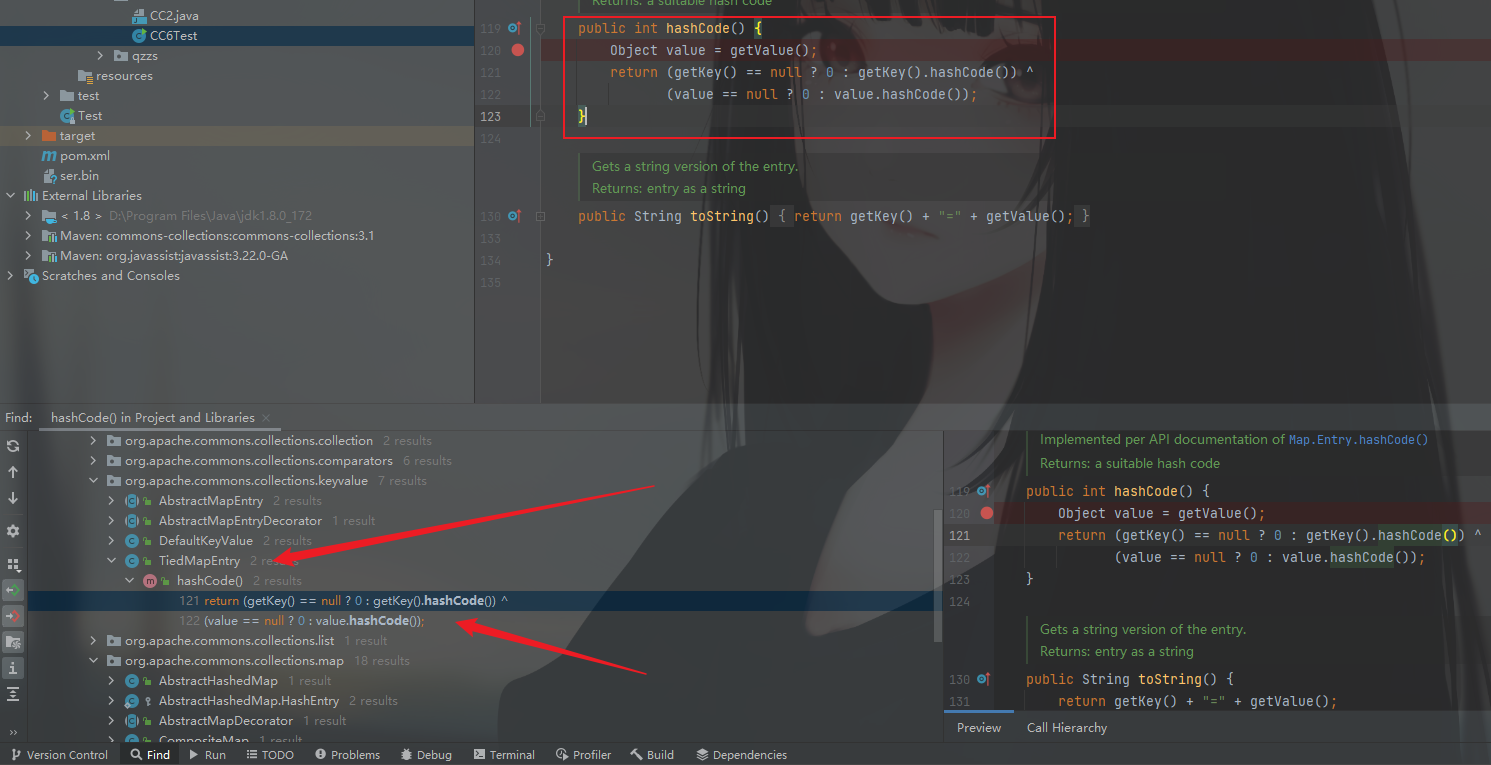 CC2.java
CC6Test
qzzs
resources
test
Test
target
pom.xml
ser.bin
External Libraries
< 1.8 > D:\Program Files\Java\jdk1.8.0_172
Maven: commons-collections:commons-collections:3.1
Maven: org.javassist:javassist:3.22.0-GA
Scratches and Consoles
Returns: a suitable hash code
119 public int hashCode() {
120 Object value = getValue();
121 return (getKey() == null ? 0 : getKey().hashCode()) ^
122 (value == null ? 0 : value.hashCode());
123 }
124
Gets a string version of the entry.
Returns: entry as a string
130 public String toString() { return getKey() + "=" + getValue(); }
133
134 }
135
Find: hashCode() in Project and Libraries
org.apache.commons.collections.collection 2 results
org.apache.commons.collections.comparators 6 results
org.apache.commons.collections.keyvalue 7 results
AbstractMapEntry 2 results
AbstractMapEntryDecorator 1 result
DefaultKeyValue 2 results
TiedMapEntry 2 results
hashCode() 2 results
121 return (getKey() == null ? 0 : getKey().hashCode()) ^
122 (value == null ? 0 : value.hashCode());
org.apache.commons.collections.list 1 result
org.apache.commons.collections.map 18 results
AbstractHashedMap 1 result
AbstractHashedMap.HashEntry 2 results
AbstractMapDecorator 1 result
CompositeMap 1 result
Implemented per API documentation of Map.Entry.hashCode()
Returns: a suitable hash code
119 public int hashCode() {
120 Object value = getValue();
121 return (getKey() == null ? 0 : getKey().hashCode()) ^
122 (value == null ? 0 : value.hashCode());
123 }
124
Gets a string version of the entry.
Returns: entry as a string
130 public String toString() {
131 return getKey() + "=" + getValue();
Preview Call Hierarchy
Version Control Find Run TODO Problems Debug Terminal Profiler Build Dependencies